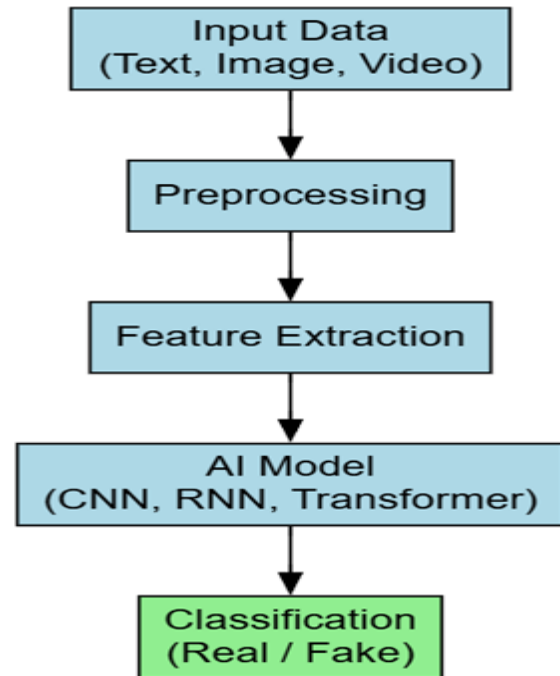 Input Data
(Text, Image, Video)
Preprocessing
Feature Extraction
AI Model
(CNN, RNN, Transformer)
Classification
(Real / Fake)